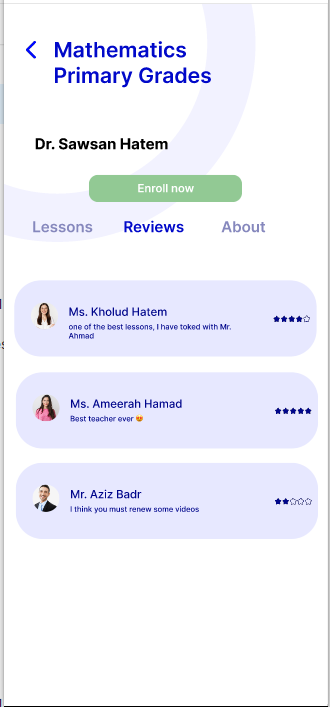 Mathematics
Primary Grades
Dr. Sawsan Hatem
Enroll now
Lessons Reviews About
Ms. Kholud Hatem
one of the best lessons, I have toked with Mr.
Ahmad
Ms. Ameerah Hamad
Best teacher ever 😍
Mr. Aziz Badr
I think you must renew some videos